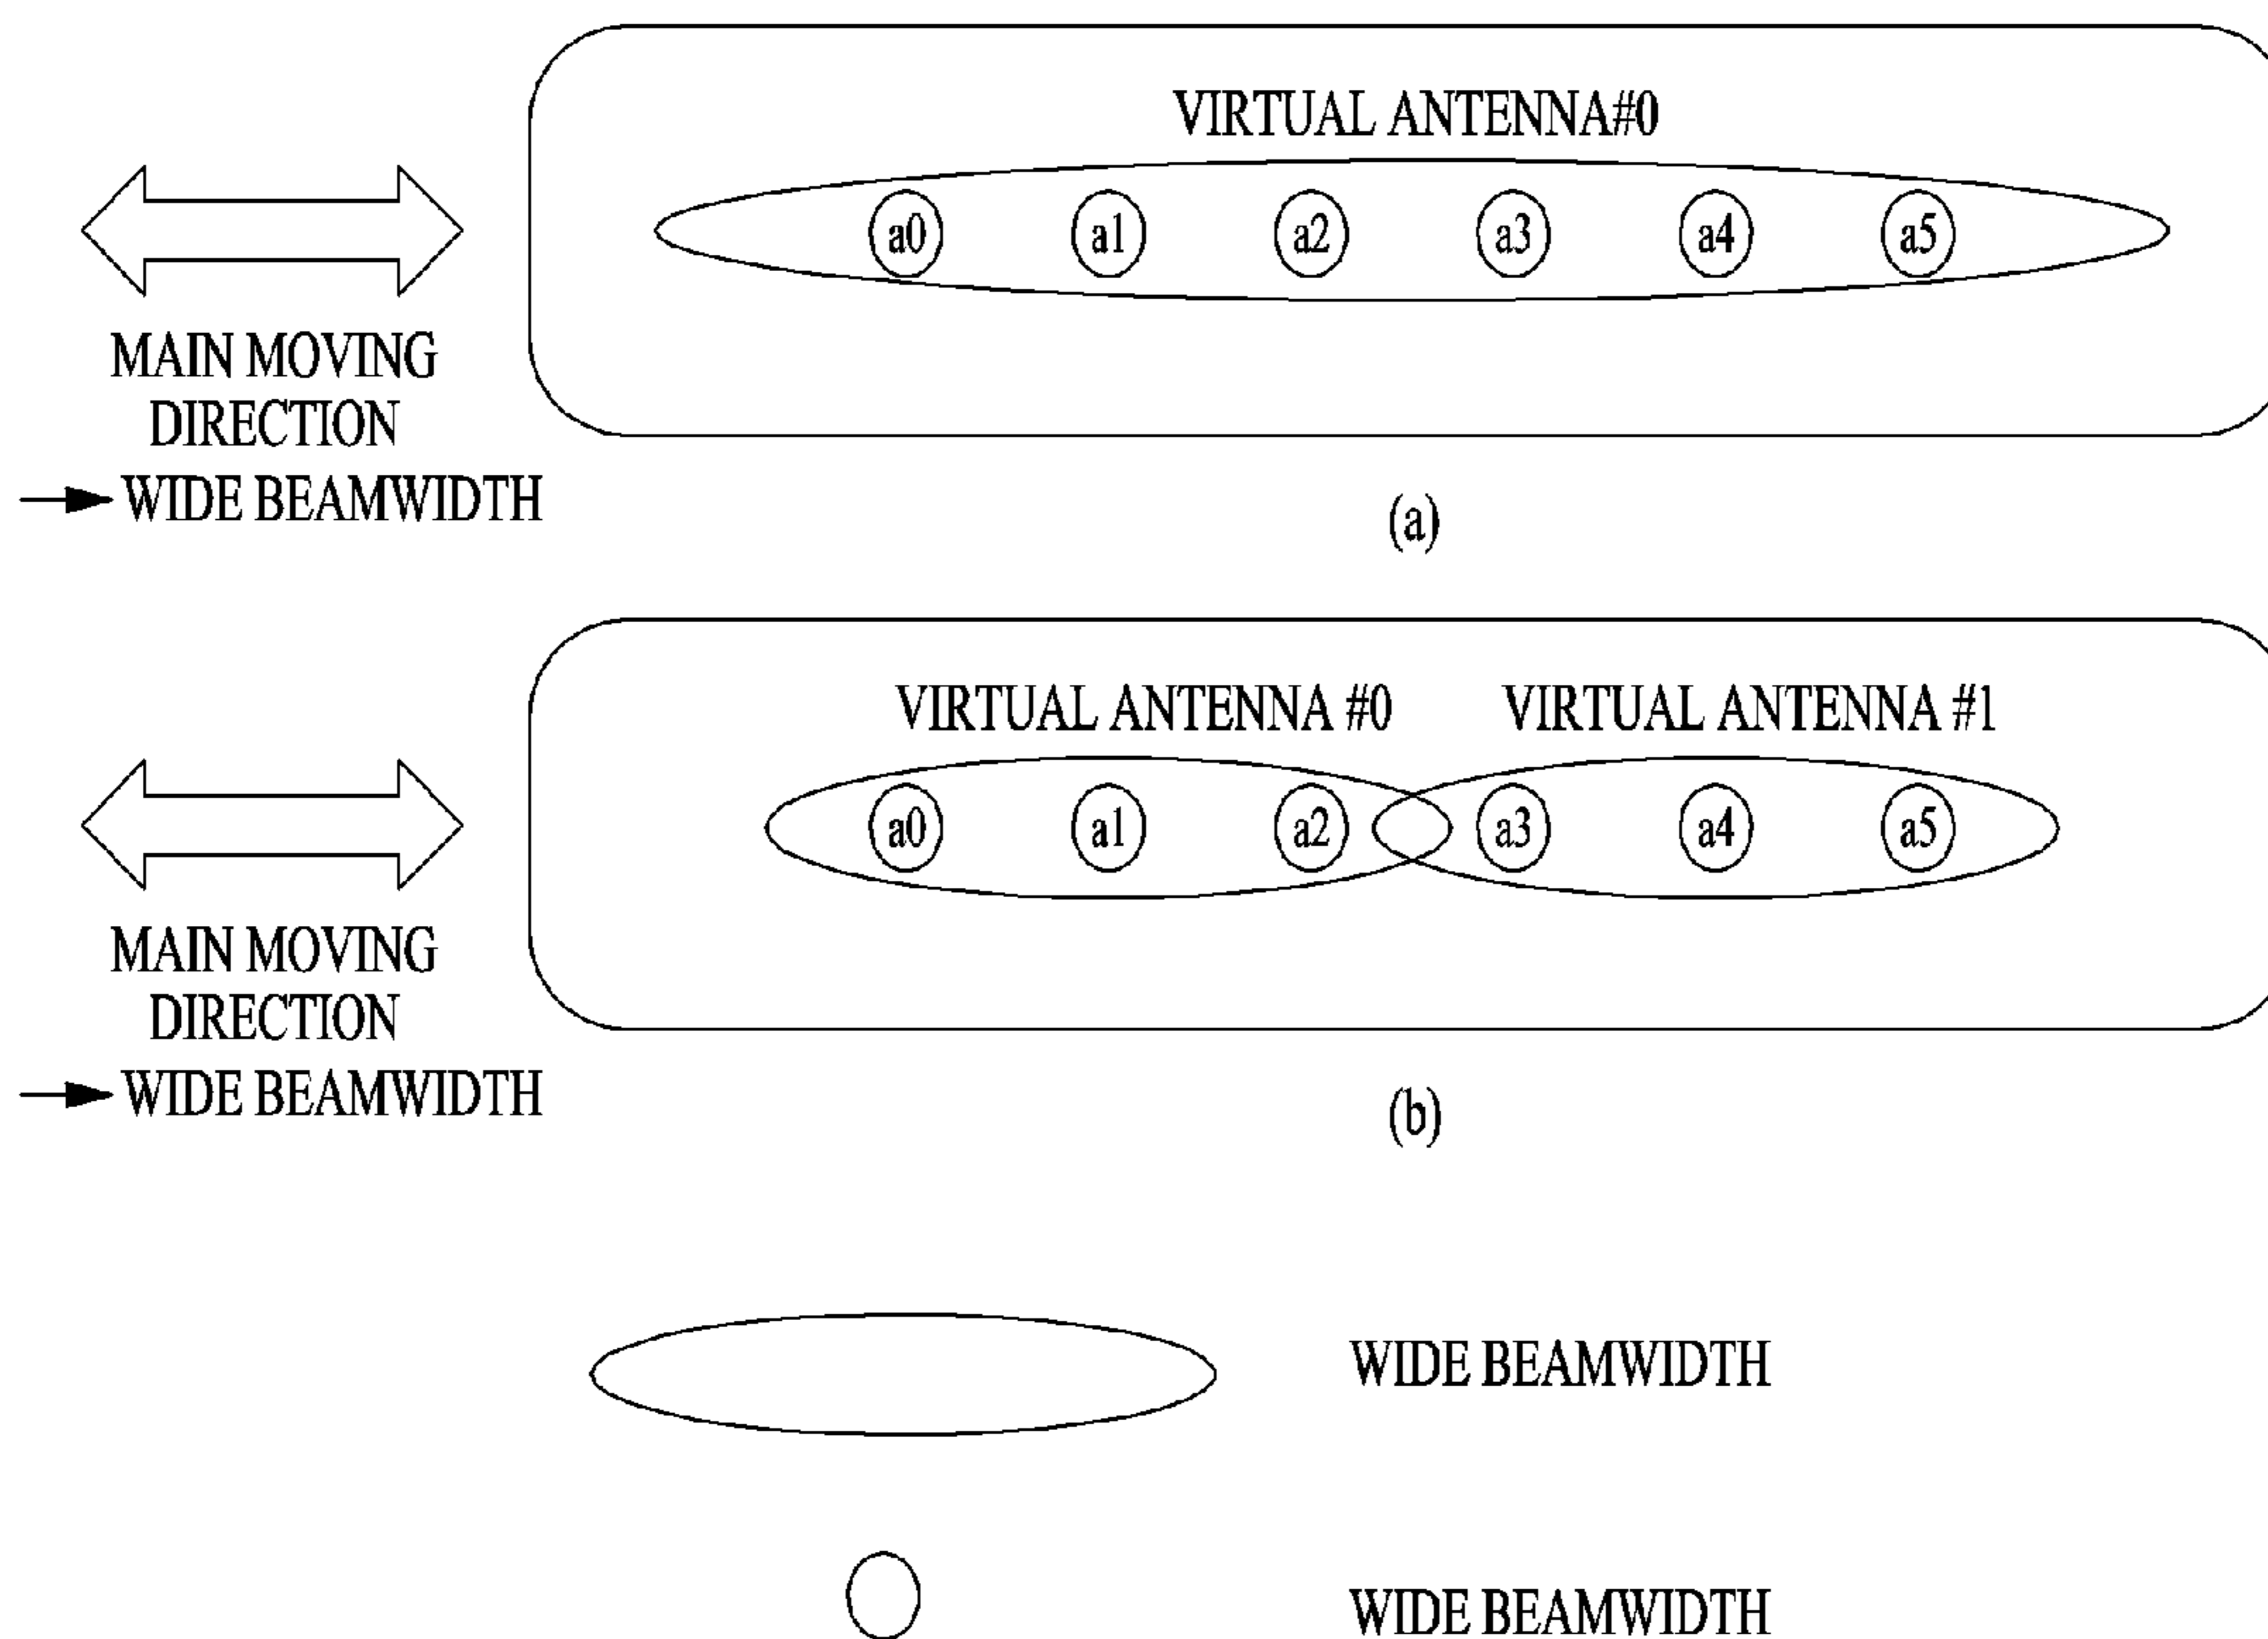 VIRTUAL ANTENNA#0
a0 a1 a2 a3 a4 a5
MAIN MOVING
DIRECTION
WIDE BEAMWIDTH
(a)
VIRTUAL ANTENNA #0 VIRTUAL ANTENNA #1
a0 a1 a2 a3 a4 a5
MAIN MOVING
DIRECTION
WIDE BEAMWIDTH
(b)
WIDE BEAMWIDTH
WIDE BEAMWIDTH